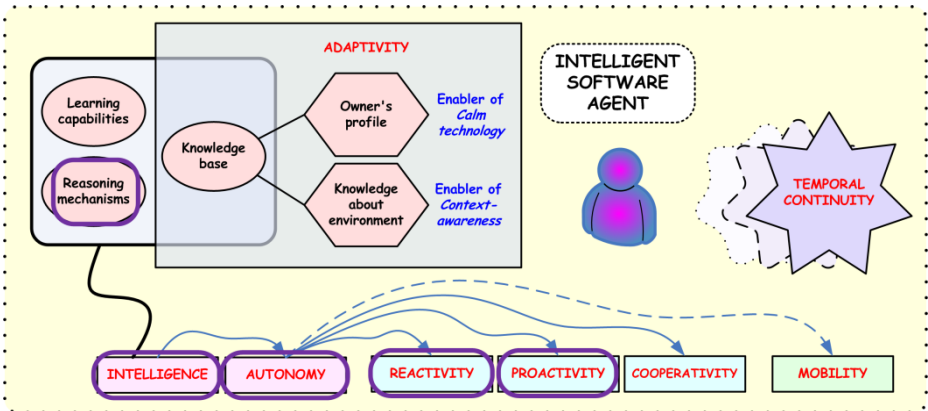 ADAPTIVITY
Learning
capabilities
Reasoning
mechanisms
Knowledge
base
Owner's
profile
Knowledge
about
environment
Enabler of
Calm
technology
Enabler of
Context-
awareness
INTELLIGENT
SOFTWARE
AGENT
TEMPORAL
CONTINUITY
INTELLIGENCE
AUTONOMY
REACTIVITY
PROACTIVITY
COOPERATIVITY
MOBILITY